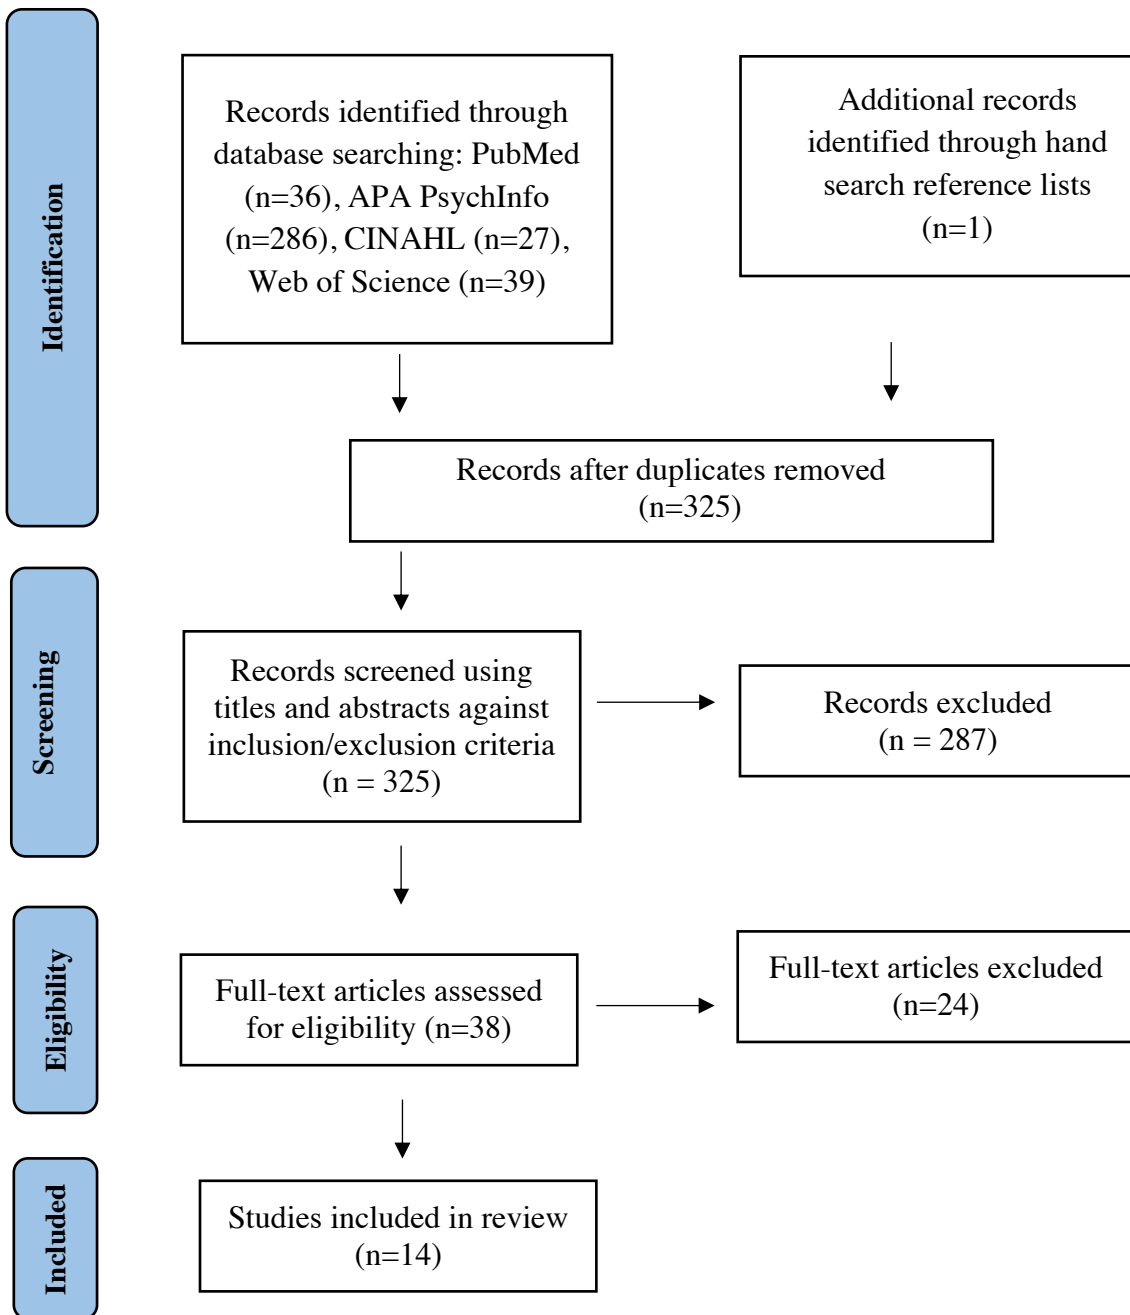 Identification
Records identified through
database searching: PubMed
(n=36), APA PsychInfo
(n=286), CINAHL (n=27),
Web of Science (n=39)
Additional records
identified through hand
search reference lists
(n=1)
Records after duplicates removed
(n=325)
Screening
Records screened using
titles and abstracts against
inclusion/exclusion criteria
(n = 325)
Records excluded
(n = 287)
Eligibility
Full-text articles assessed
for eligibility (n=38)
Full-text articles excluded
(n=24)
Included
Studies included in review
(n=14)